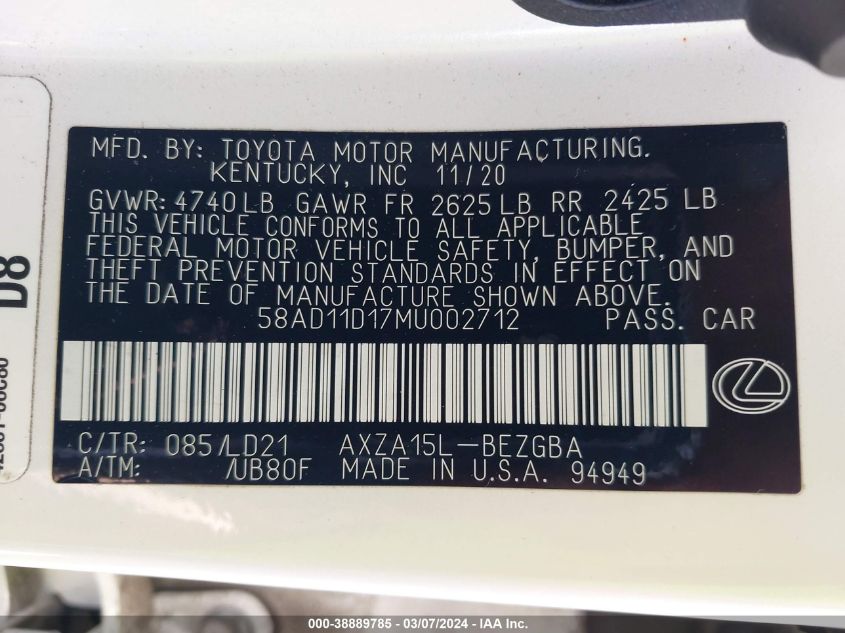 MFD. BY: TOYOTA MOTOR MANUFACTURING.
KENTUCKY, INC 11/20
GVWR: 4740 LB GAWR FR 2625 LB RR 2425 LB
THIS VEHICLE CONFORMS TO ALL APPLICABLE
FEDERAL MOTOR VEHICLE SAFETY, BUMPER, AND
THEFT PREVENTION STANDARDS IN EFFECT ON
THE DATE OF MANUFACTURE SHOWN ABOVE.
58AD11D17MU002712 PASS. CAR
C/TR: 085/LD21 AXZA15L-BEZGBA
A/TM: /UB80F MADE IN U.S.A. 94949
D8
000-38889785 - 03/07/2024 - IAAI.com